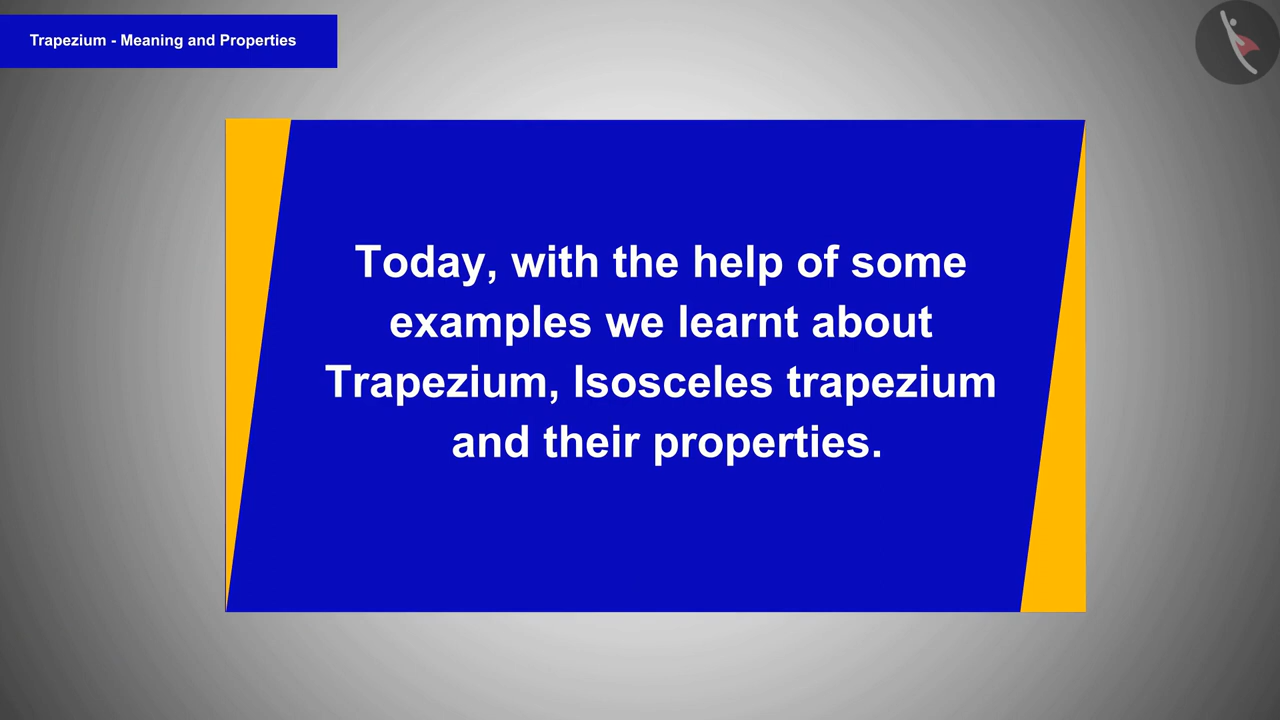 Trapezium - Meaning and Properties
Today, with the help of some
examples we learnt about
Trapezium, Isosceles trapezium
and their properties.